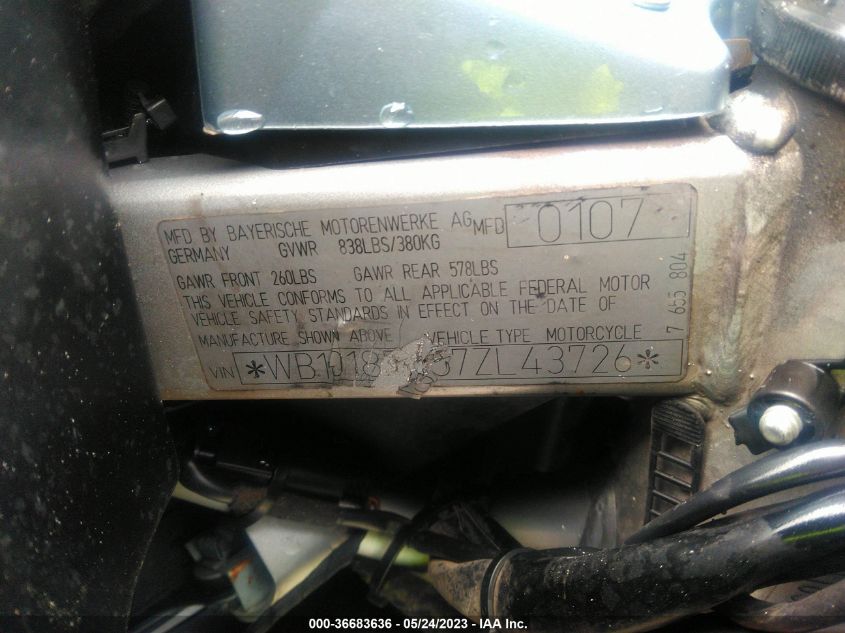 MFD BY BAYERISCHE MOTORENWERKE AG MFD 0107
GERMANY GVWR 838LBS/380KG
GAWR FRONT 260LBS GAWR REAR 578LBS
THIS VEHICLE CONFORMS TO ALL APPLICABLE FEDERAL MOTOR
VEHICLE SAFETY STANDARDS IN EFFECT ON THE DATE OF
MANUFACTURE SHOWN ABOVE VEHICLE TYPE MOTORCYCLE
VIN
7 655 804
000-36683636 - 05/24/2023 - IAA Inc.